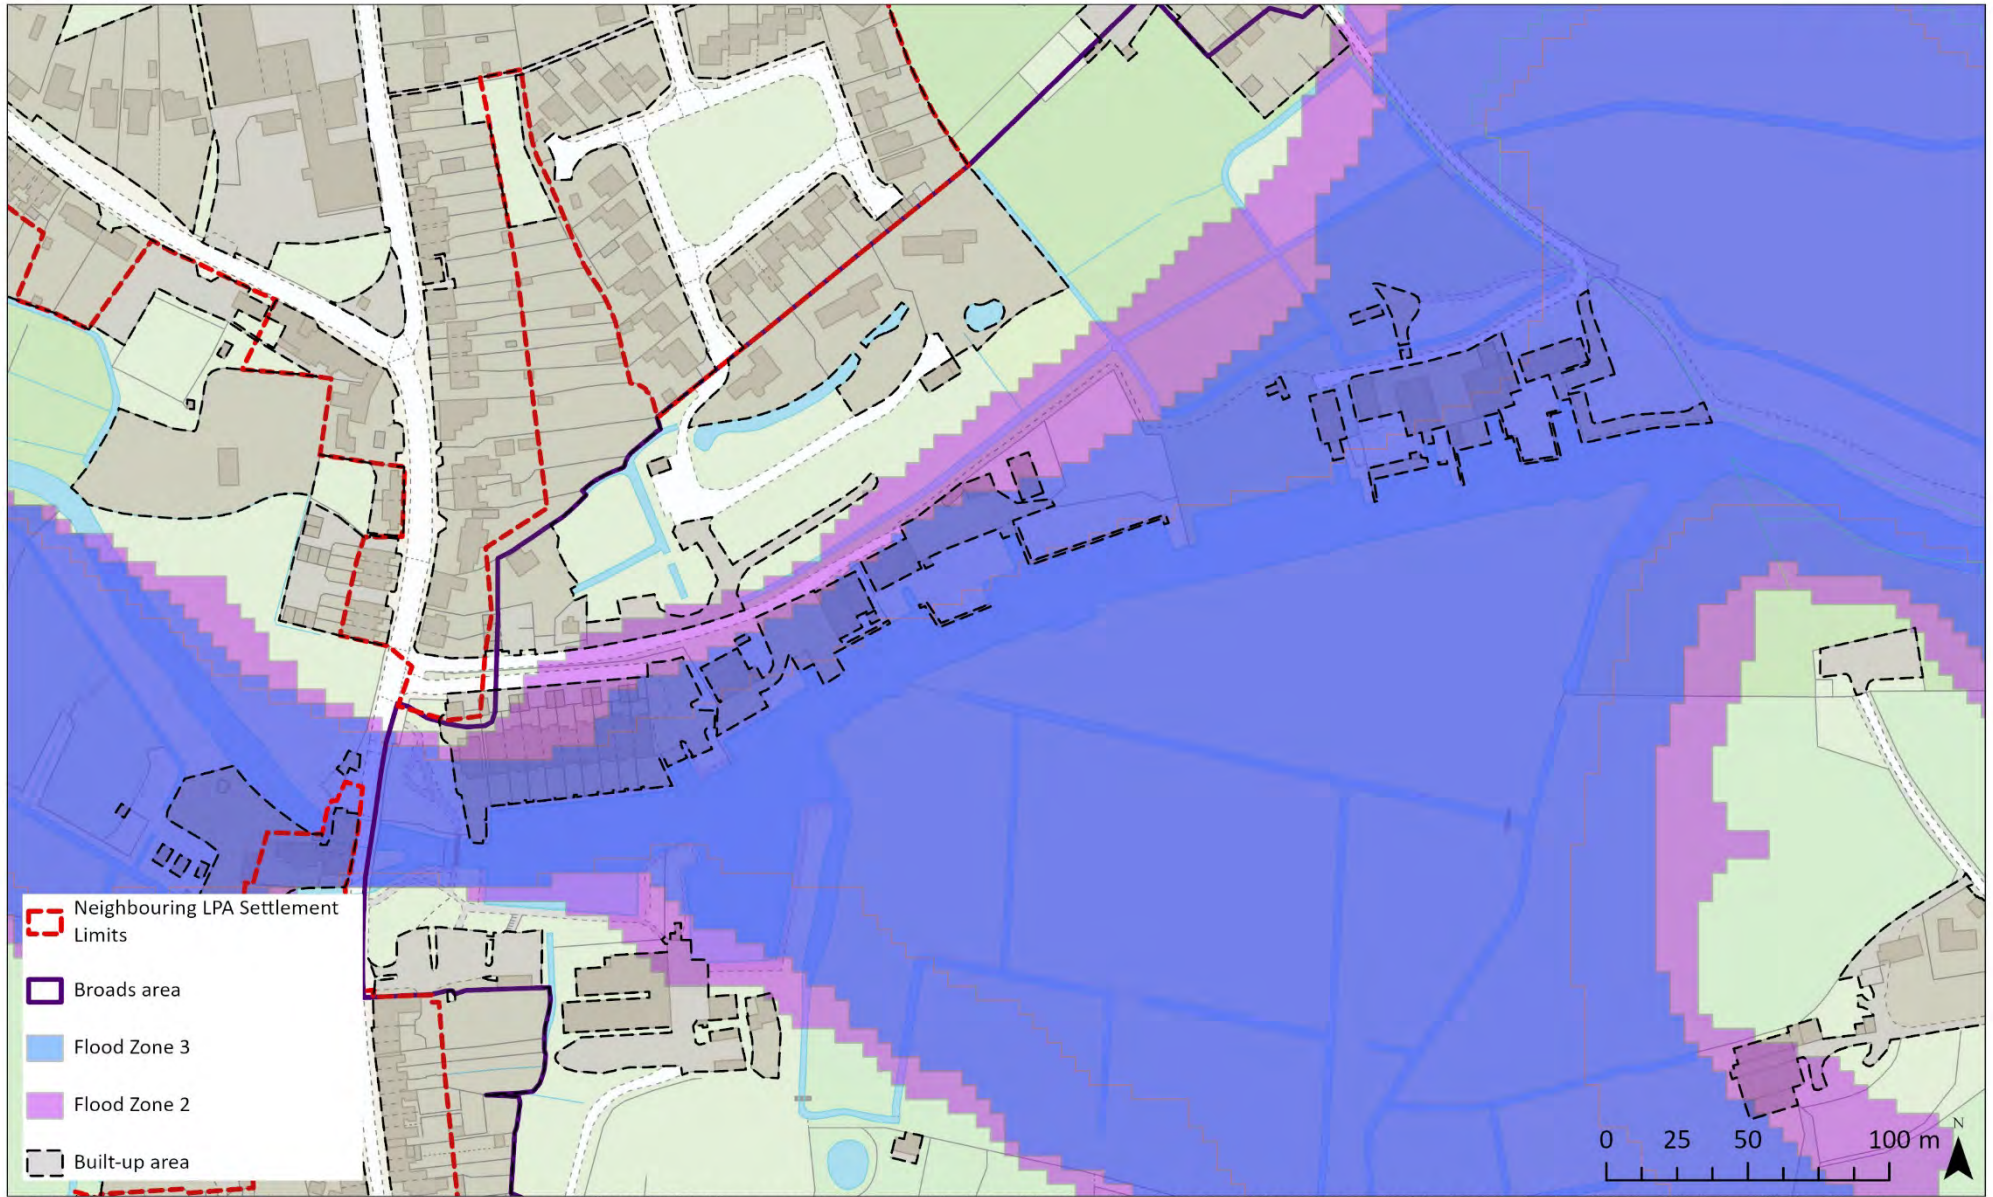 Neighbouring LPA Settlement
Limits
Broads area
Flood Zone 3
Flood Zone 2
Built-up area
0 25 50 100 m
N